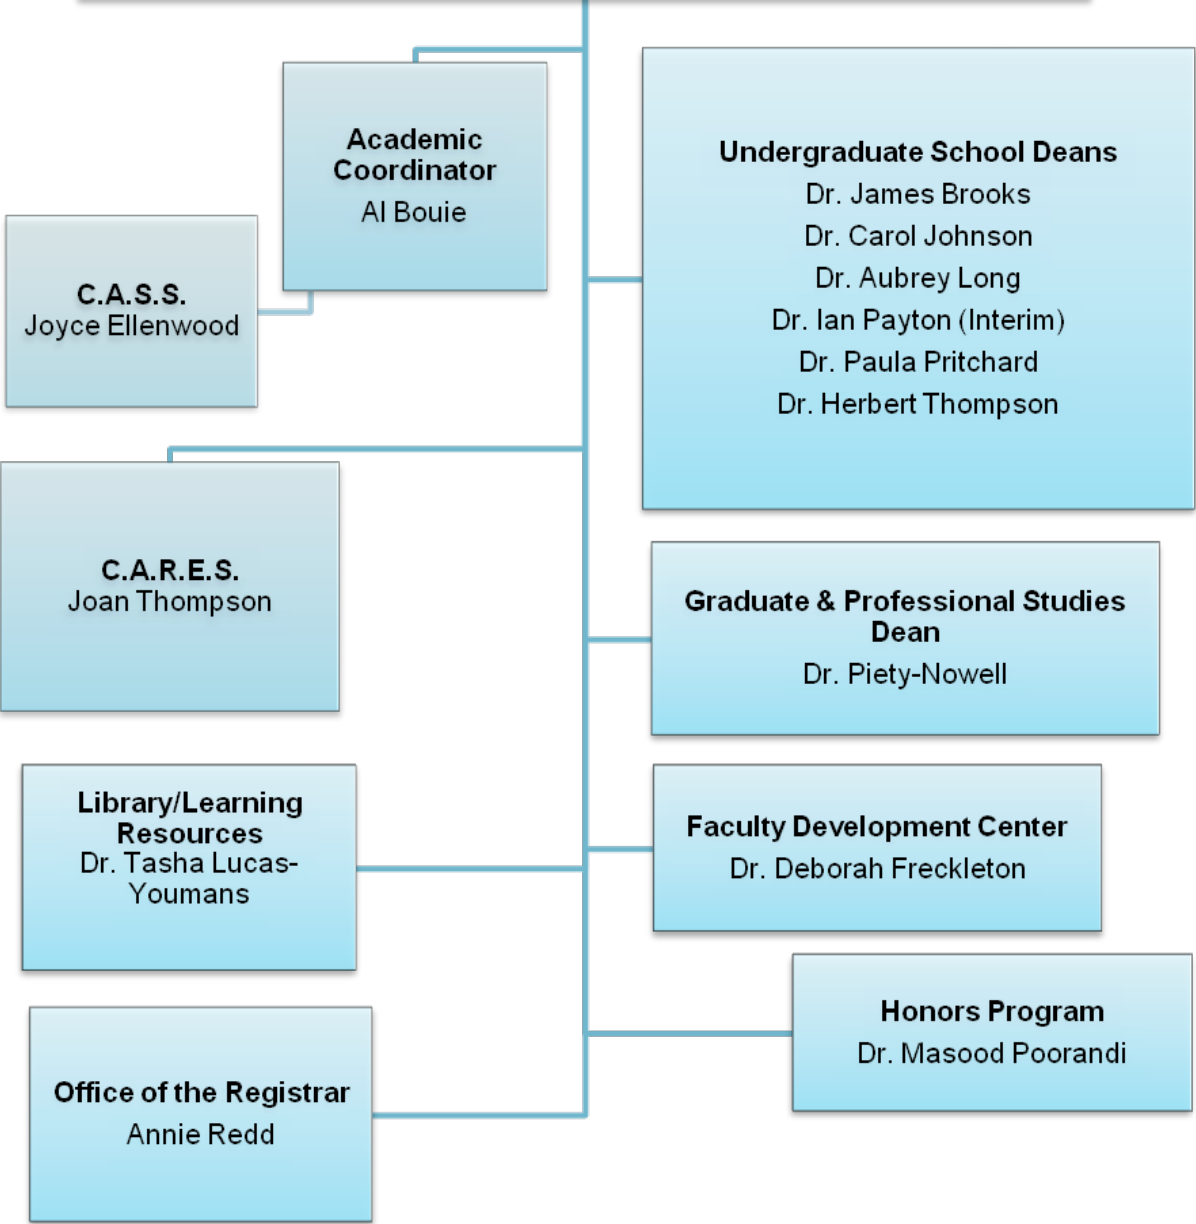 Academic
Coordinator
Al Bouie
Undergraduate School Deans
Dr. James Brooks
Dr. Carol Johnson
Dr. Aubrey Long
Dr. Ian Payton (Interim)
Dr. Paula Pritchard
Dr. Herbert Thompson
C.A.S.S.
Joyce Ellenwood
C.A.R.E.S.
Joan Thompson
Graduate & Professional Studies
Dean
Dr. Piety-Nowell
Library/Learning
Resources
Dr. Tasha Lucas-
Youmans
Faculty Development Center
Dr. Deborah Freckleton
Honors Program
Dr. Masood Poorandi
Office of the Registrar
Annie Redd